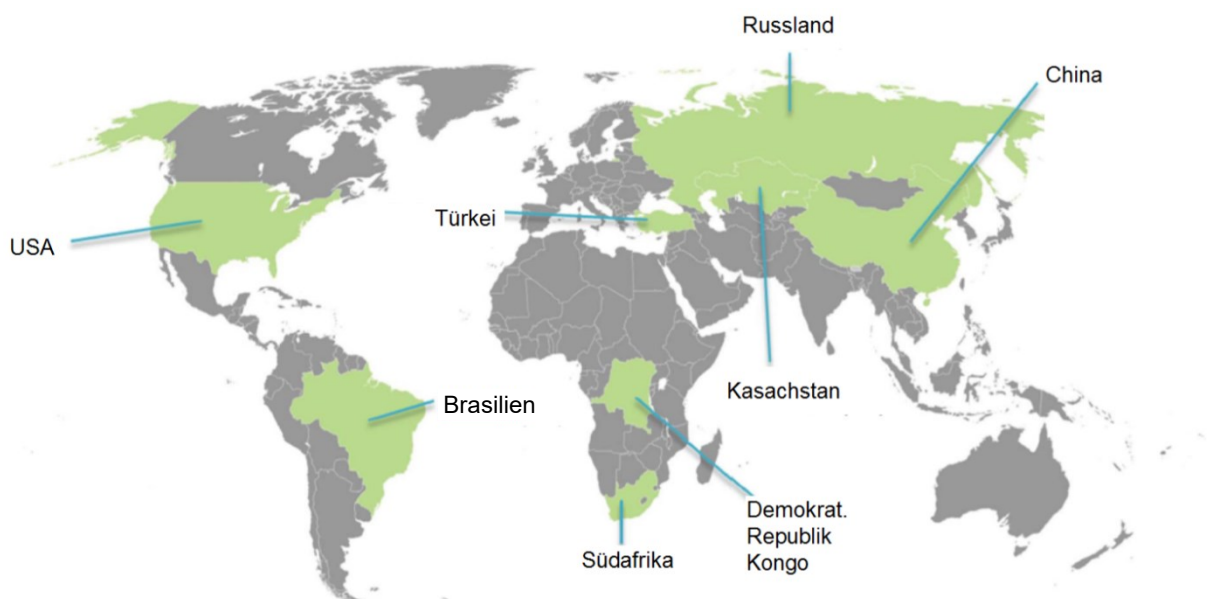 Russland
China
Türkei
USA
Kasachstan
Brasilien
Demokrat.
Republik
Kongo
Südafrika